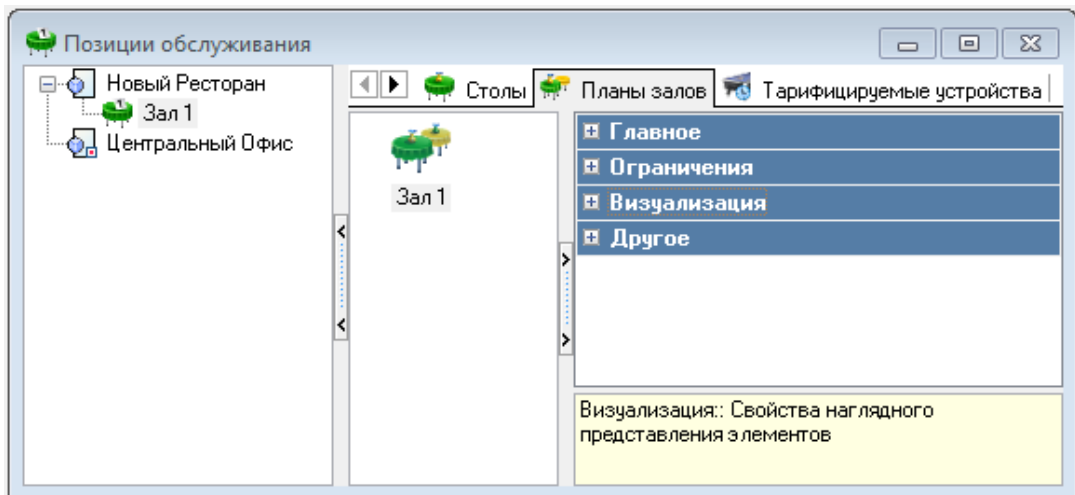 Позиции обслуживания
Новый Ресторан
Зал 1
Центральный Офис
Столы
Планы залов
Тарифицируемые устройства
Зал 1
Главное
Ограничения
Визуализация
Другое
Визуализация:: Свойства наглядного
представления элементов